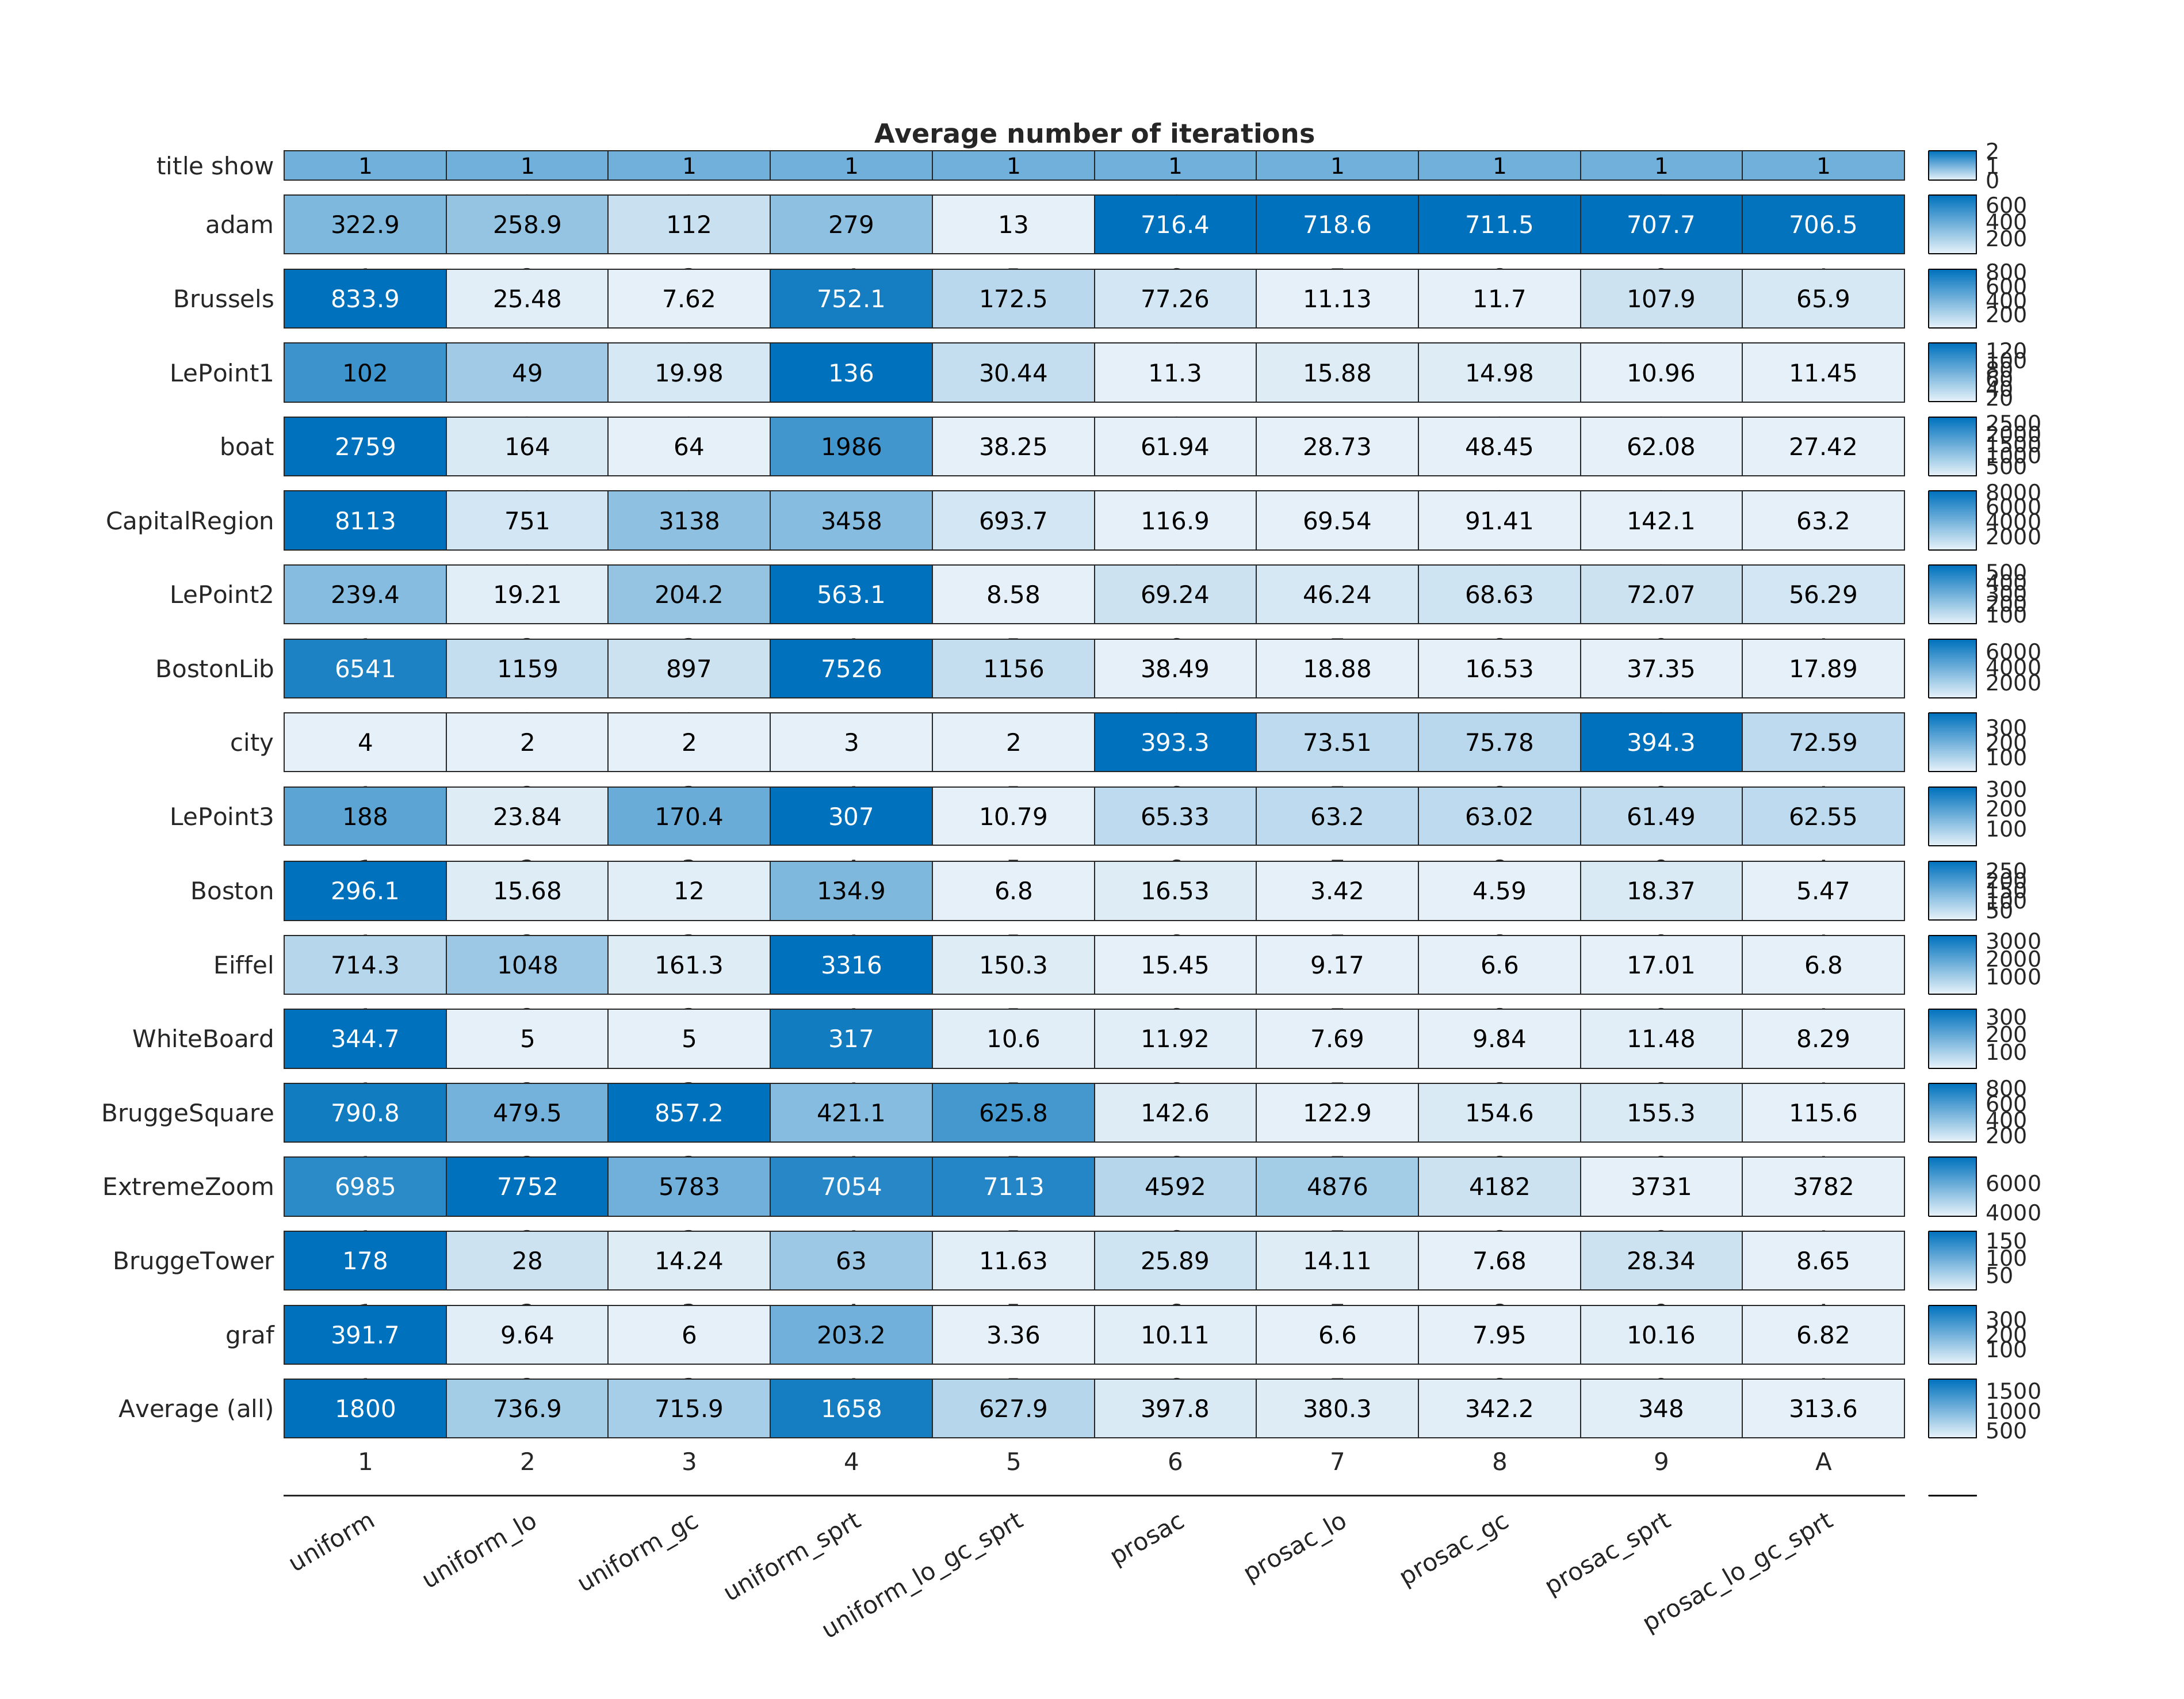 Average number of iterations
title show 1 1 1 1 1 1 1 1 1 1 2 1 0
adam 322.9 258.9 112 279 13 716.4 718.6 711.5 707.7 706.5 600 400 200
Brussels 833.9 25.48 7.62 752.1 172.5 77.26 11.13 11.7 107.9 65.9 800 600 400 200
LePoint1 102 49 19.98 136 30.44 11.3 15.88 14.98 10.96 11.45 120 100 80 60 40 20
boat 2759 164 64 1986 38.25 61.94 28.73 48.45 62.08 27.42 2500 2000 1500 1000 500
CapitalRegion 8113 751 3138 3458 693.7 116.9 69.54 91.41 142.1 63.2 8000 6000 4000 2000
LePoint2 239.4 19.21 204.2 563.1 8.58 69.24 46.24 68.63 72.07 56.29 500 400 300 200 100
BostonLib 6541 1159 897 7526 1156 38.49 18.88 16.53 37.35 17.89 6000 4000 2000
city 4 2 2 3 2 393.3 73.51 75.78 394.3 72.59 300 200 100
LePoint3 188 23.84 170.4 307 10.79 65.33 63.2 63.02 61.49 62.55 300 200 100
Boston 296.1 15.68 12 134.9 6.8 16.53 3.42 4.59 18.37 5.47 250 200 150 100 50
Eiffel 714.3 1048 161.3 3316 150.3 15.45 9.17 6.6 17.01 6.8 3000 2000 1000
WhiteBoard 344.7 5 5 317 10.6 11.92 7.69 9.84 11.48 8.29 300 200 100
BruggeSquare 790.8 479.5 857.2 421.1 625.8 142.6 122.9 154.6 155.3 115.6 800 600 400 200
ExtremeZoom 6985 7752 5783 7054 7113 4592 4876 4182 3731 3782 6000 4000
BruggeTower 178 28 14.24 63 11.63 25.89 14.11 7.68 28.34 8.65 150 100 50
graf 391.7 9.64 6 203.2 3.36 10.11 6.6 7.95 10.16 6.82 300 200 100
Average (all) 1800 736.9 715.9 1658 627.9 397.8 380.3 342.2 348 313.6 1500 1000 500
1 2 3 4 5 6 7 8 9 A
uniform uniform_lo uniform_gc uniform_sprt uniform_lo_gc_sprt prosac prosac_lo prosac_gc prosac_sprt prosac_lo_gc_sprt